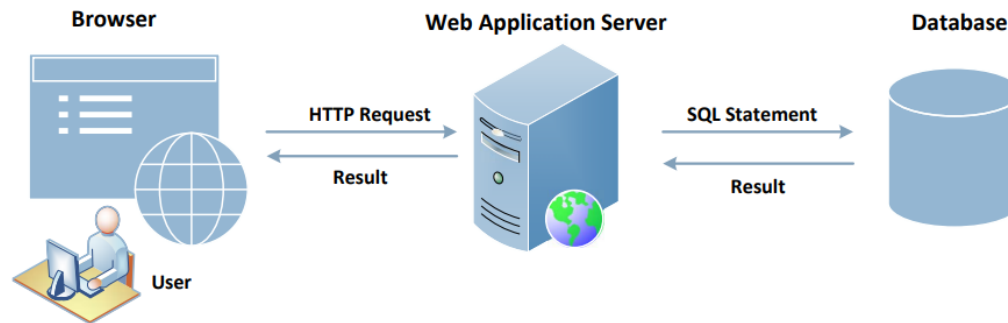 Browser
Web Application Server
Database
HTTP Request
SQL Statement
Result
Result
User